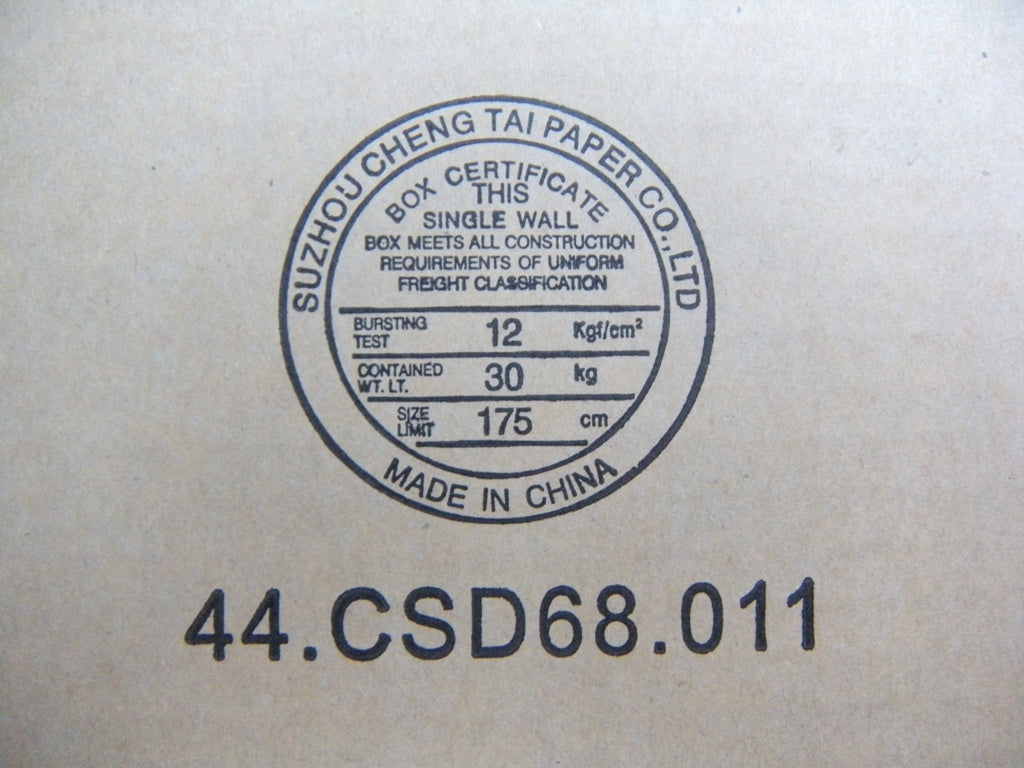 SUZHOU CHENG TAI PAPER CO.,LTD
BOX CERTIFICATE
THIS
SINGLE WALL
BOX MEETS ALL CONSTRUCTION
REQUIREMENTS OF UNIFORM
FREIGHT CLASSIFICATION
BURSTING TEST 12 Kgf/cm²
CONTAINED WT. LT. 30 kg
SIZE LIMIT 175 cm
MADE IN CHINA
44.CSD68.011